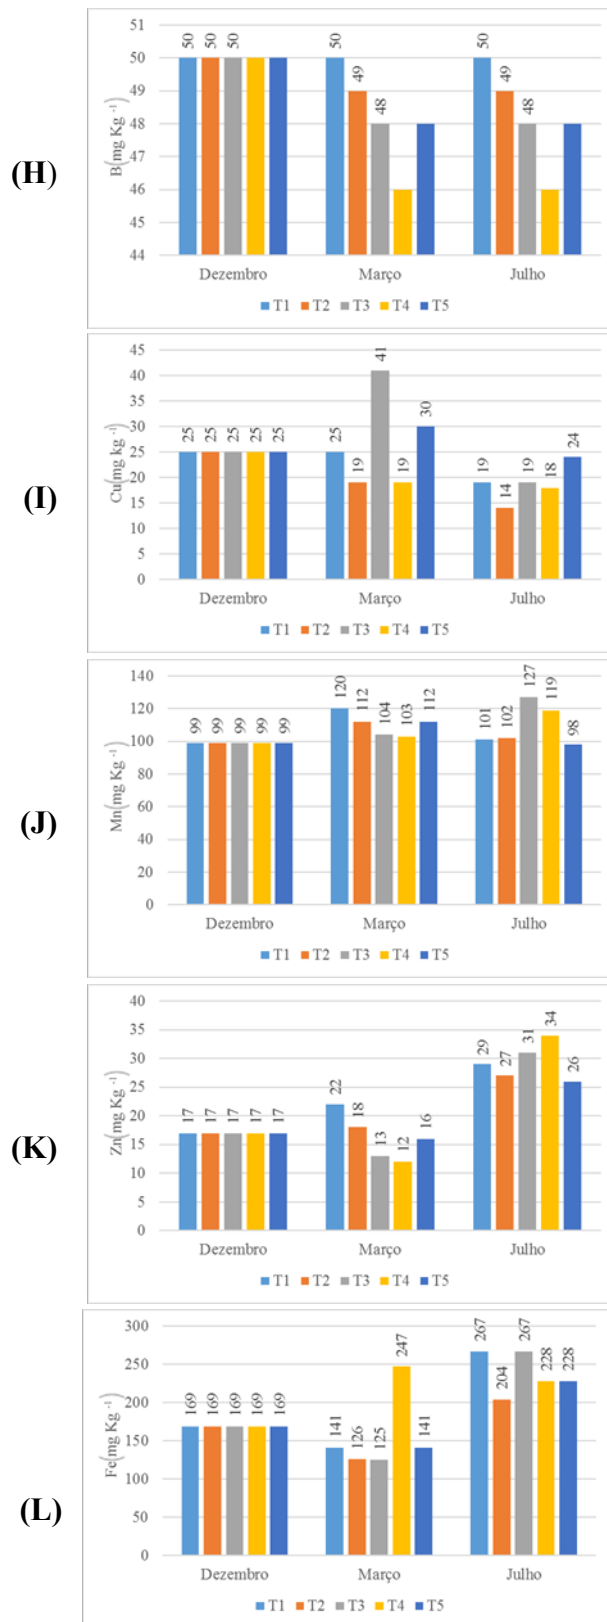 (H)
B(mg Kg -1)
51
50
49
48
47
46
45
44
50 50 50
50 49 48
50 49 48
Dezembro Março Julho
T1 T2 T3 T4 T5
(I)
Cu(mg kg -1)
45
40
35
30
25
20
15
10
5
0
25 25 25 25 25
25 19 41 19 30
19 14 19 18 24
Dezembro Março Julho
T1 T2 T3 T4 T5
(J)
Mn(mg Kg -1)
140
120
100
80
60
40
20
0
99 99 99 99 99
120 112 104 103 112
101 102 127 119 98
Dezembro Março Julho
T1 T2 T3 T4 T5
(K)
Zn(mg Kg -1)
40
35
30
25
20
15
10
5
0
17 17 17 17 17
22 18 13 12 16
29 27 31 34 26
Dezembro Março Julho
T1 T2 T3 T4 T5
(L)
Fe(mg Kg -1)
300
250
200
150
100
50
0
169 169 169 169 169
141 126 125 247 141
267 204 267 228 228
Dezembro Março Julho
T1 T2 T3 T4 T5